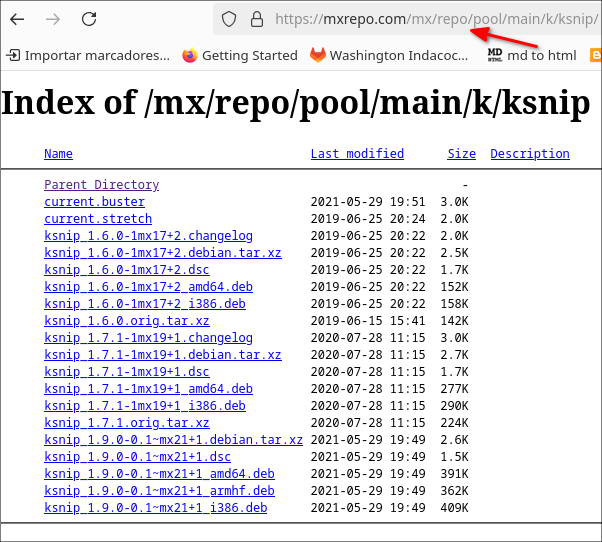 https://mxrepo.com/mx/repo/pool/main/k/ksnip/
Importar marcadores... Getting Started Washington Indacoc... MD HTML md to html
Index of /mx/repo/pool/main/k/ksnip
Name Last modified Size Description
Parent Directory -
current.buster 2021-05-29 19:51 3.0K
current.stretch 2019-06-25 20:24 2.0K
ksnip_1.6.0-1mx17+2.changelog 2019-06-25 20:22 2.0K
ksnip_1.6.0-1mx17+2.debian.tar.xz 2019-06-25 20:22 2.5K
ksnip_1.6.0-1mx17+2.dsc 2019-06-25 20:22 1.7K
ksnip_1.6.0-1mx17+2_amd64.deb 2019-06-25 20:22 152K
ksnip_1.6.0-1mx17+2_i386.deb 2019-06-25 20:22 158K
ksnip_1.6.0.orig.tar.xz 2019-06-15 15:41 142K
ksnip_1.7.1-1mx19+1.changelog 2020-07-28 11:15 3.0K
ksnip_1.7.1-1mx19+1.debian.tar.xz 2020-07-28 11:15 2.7K
ksnip_1.7.1-1mx19+1.dsc 2020-07-28 11:15 1.7K
ksnip_1.7.1-1mx19+1_amd64.deb 2020-07-28 11:15 277K
ksnip_1.7.1-1mx19+1_i386.deb 2020-07-28 11:15 290K
ksnip_1.7.1.orig.tar.xz 2020-07-28 11:15 224K
ksnip_1.9.0-0.1~mx21+1.debian.tar.xz 2021-05-29 19:49 2.6K
ksnip_1.9.0-0.1~mx21+1.dsc 2021-05-29 19:49 1.5K
ksnip_1.9.0-0.1~mx21+1_amd64.deb 2021-05-29 19:49 391K
ksnip_1.9.0-0.1~mx21+1_armhf.deb 2021-05-29 19:49 362K
ksnip_1.9.0-0.1~mx21+1_i386.deb 2021-05-29 19:49 409K